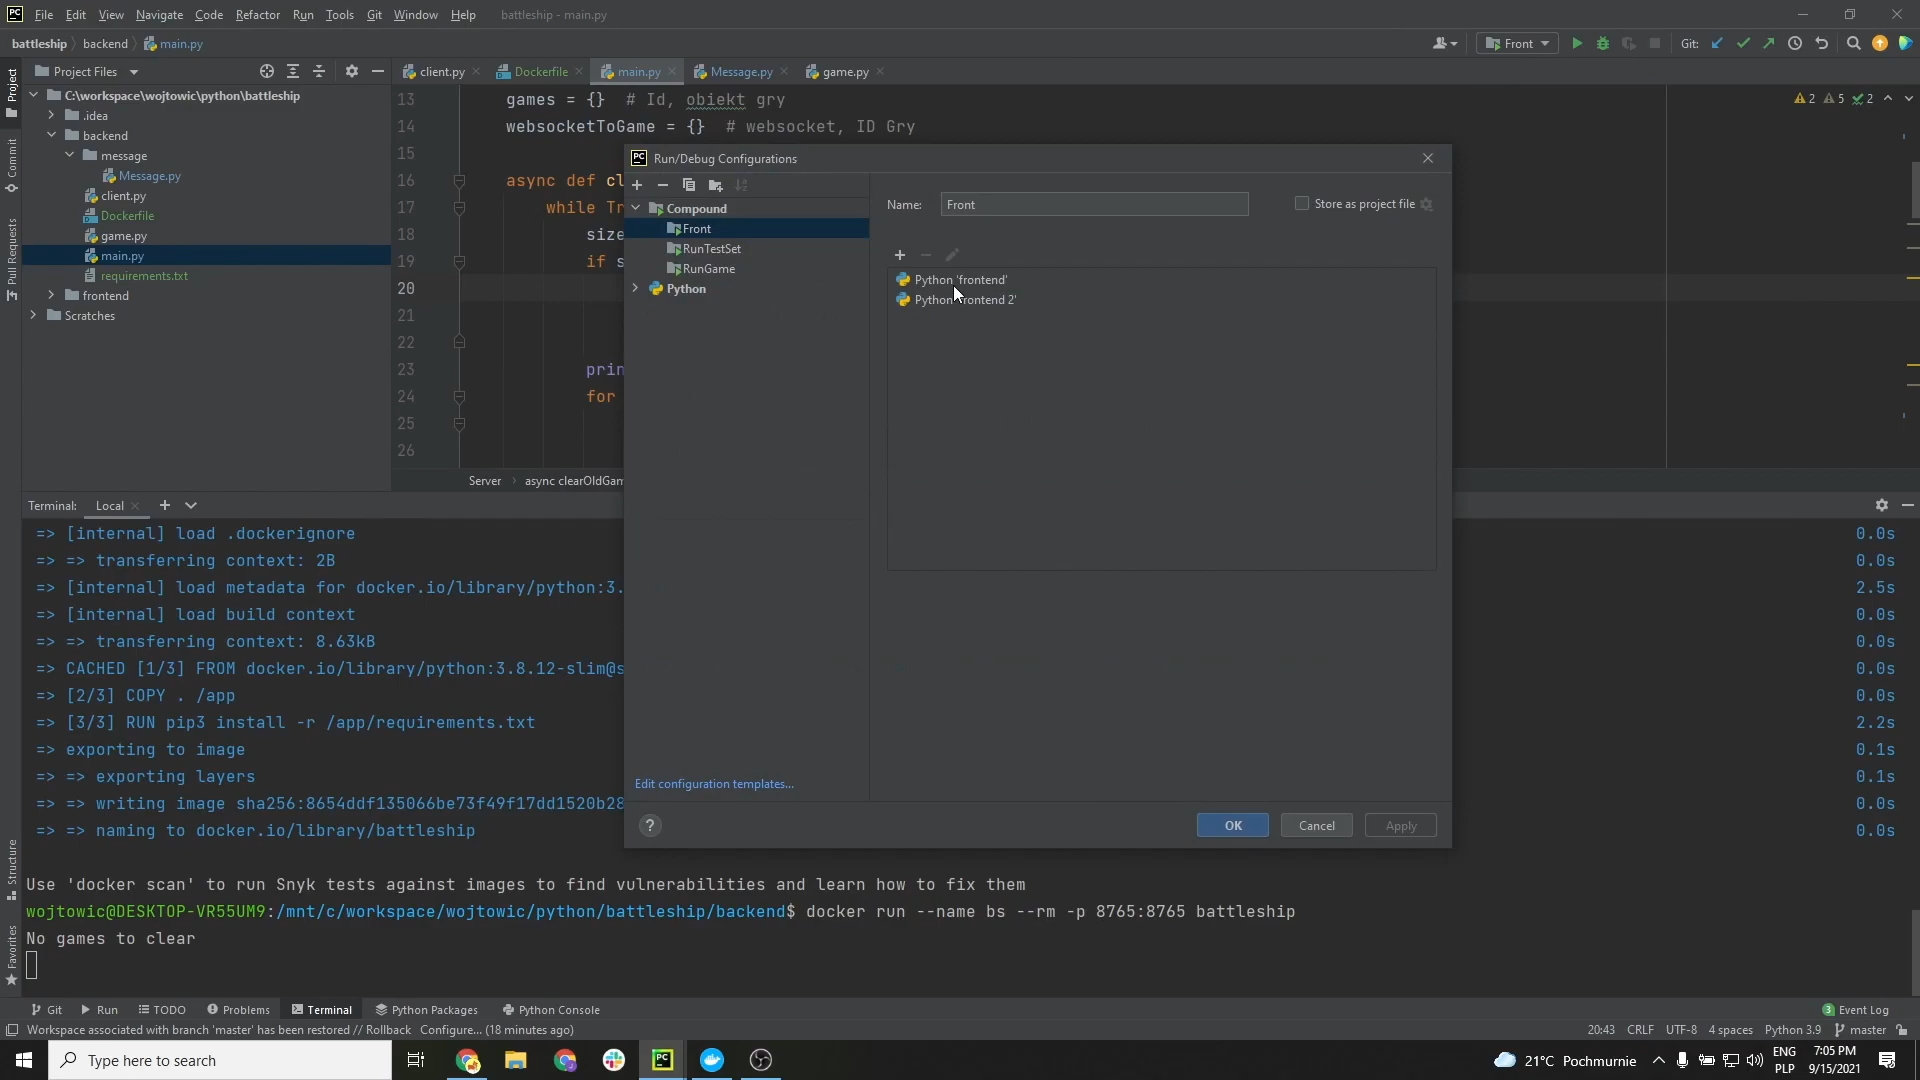 File Edit View Navigate Code Refactor Run Tools Git Window Help battleship - main.py
battleship backend main.py
Front Git:
Project Files
client.py Dockerfile main.py Message.py game.py
Project
Commit
Pull Requests
Structure
Favorites
C:\workspace\wojtowic\python\battleship
.idea
backend
message
Message.py
client.py
Dockerfile
game.py
main.py
requirements.txt
frontend
Scratches
2 5 2
13 games = {} # Id, obiekt gry
14 websocketToGame = {} # websocket, ID Gry
15
16 async def cl
17 while Tr
18 size
19 if s
20
21
22
23 prin
24 for
25
26
Server async clearOldGam
Run/Debug Configurations
Compound
Front
RunTestSet
RunGame
Python
Name: Front Store as project file
Python 'frontend'
Python 'frontend 2'
Edit configuration templates...
? OK Cancel Apply
Terminal: Local
=> [internal] load .dockerignore 0.0s
=> => transferring context: 2B 0.0s
=> [internal] load metadata for docker.io/library/python:3. 2.5s
=> [internal] load build context 0.0s
=> => transferring context: 8.63kB 0.0s
=> CACHED [1/3] FROM docker.io/library/python:3.8.12-slim@s 0.0s
=> [2/3] COPY . /app 0.0s
=> [3/3] RUN pip3 install -r /app/requirements.txt 2.2s
=> exporting to image 0.1s
=> => exporting layers 0.1s
=> => writing image sha256:8654ddf135066be73f49f17dd1520b28 0.0s
=> => naming to docker.io/library/battleship 0.0s
Use 'docker scan' to run Snyk tests against images to find vulnerabilities and learn how to fix them
wojtowic@DESKTOP-VR55UM9:/mnt/c/workspace/wojtowic/python/battleship/backend$ docker run --name bs --rm -p 8765:8765 battleship
No games to clear
Git Run TODO Problems Terminal Python Packages Python Console 3 Event Log
Workspace associated with branch 'master' has been restored // Rollback Configure... (18 minutes ago) 20:43 CRLF UTF-8 4 spaces Python 3.9 master
Type here to search
21°C Pochmurnie
ENG
PLP
7:05 PM
9/15/2021